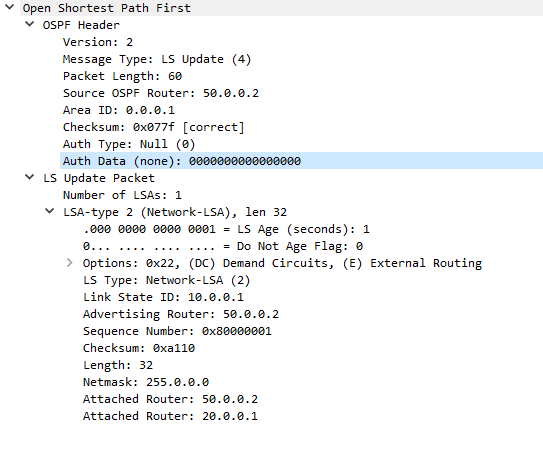 Open Shortest Path First
OSPF Header
Version: 2
Message Type: LS Update (4)
Packet Length: 60
Source OSPF Router: 50.0.0.2
Area ID: 0.0.0.1
Checksum: 0x077f [correct]
Auth Type: Null (0)
Auth Data (none): 0000000000000000
LS Update Packet
Number of LSAs: 1
LSA-type 2 (Network-LSA), len 32
.000 0000 0000 0001 = LS Age (seconds): 1
0... .... .... .... = Do Not Age Flag: 0
Options: 0x22, (DC) Demand Circuits, (E) External Routing
LS Type: Network-LSA (2)
Link State ID: 10.0.0.1
Advertising Router: 50.0.0.2
Sequence Number: 0x80000001
Checksum: 0xa110
Length: 32
Netmask: 255.0.0.0
Attached Router: 50.0.0.2
Attached Router: 20.0.0.1